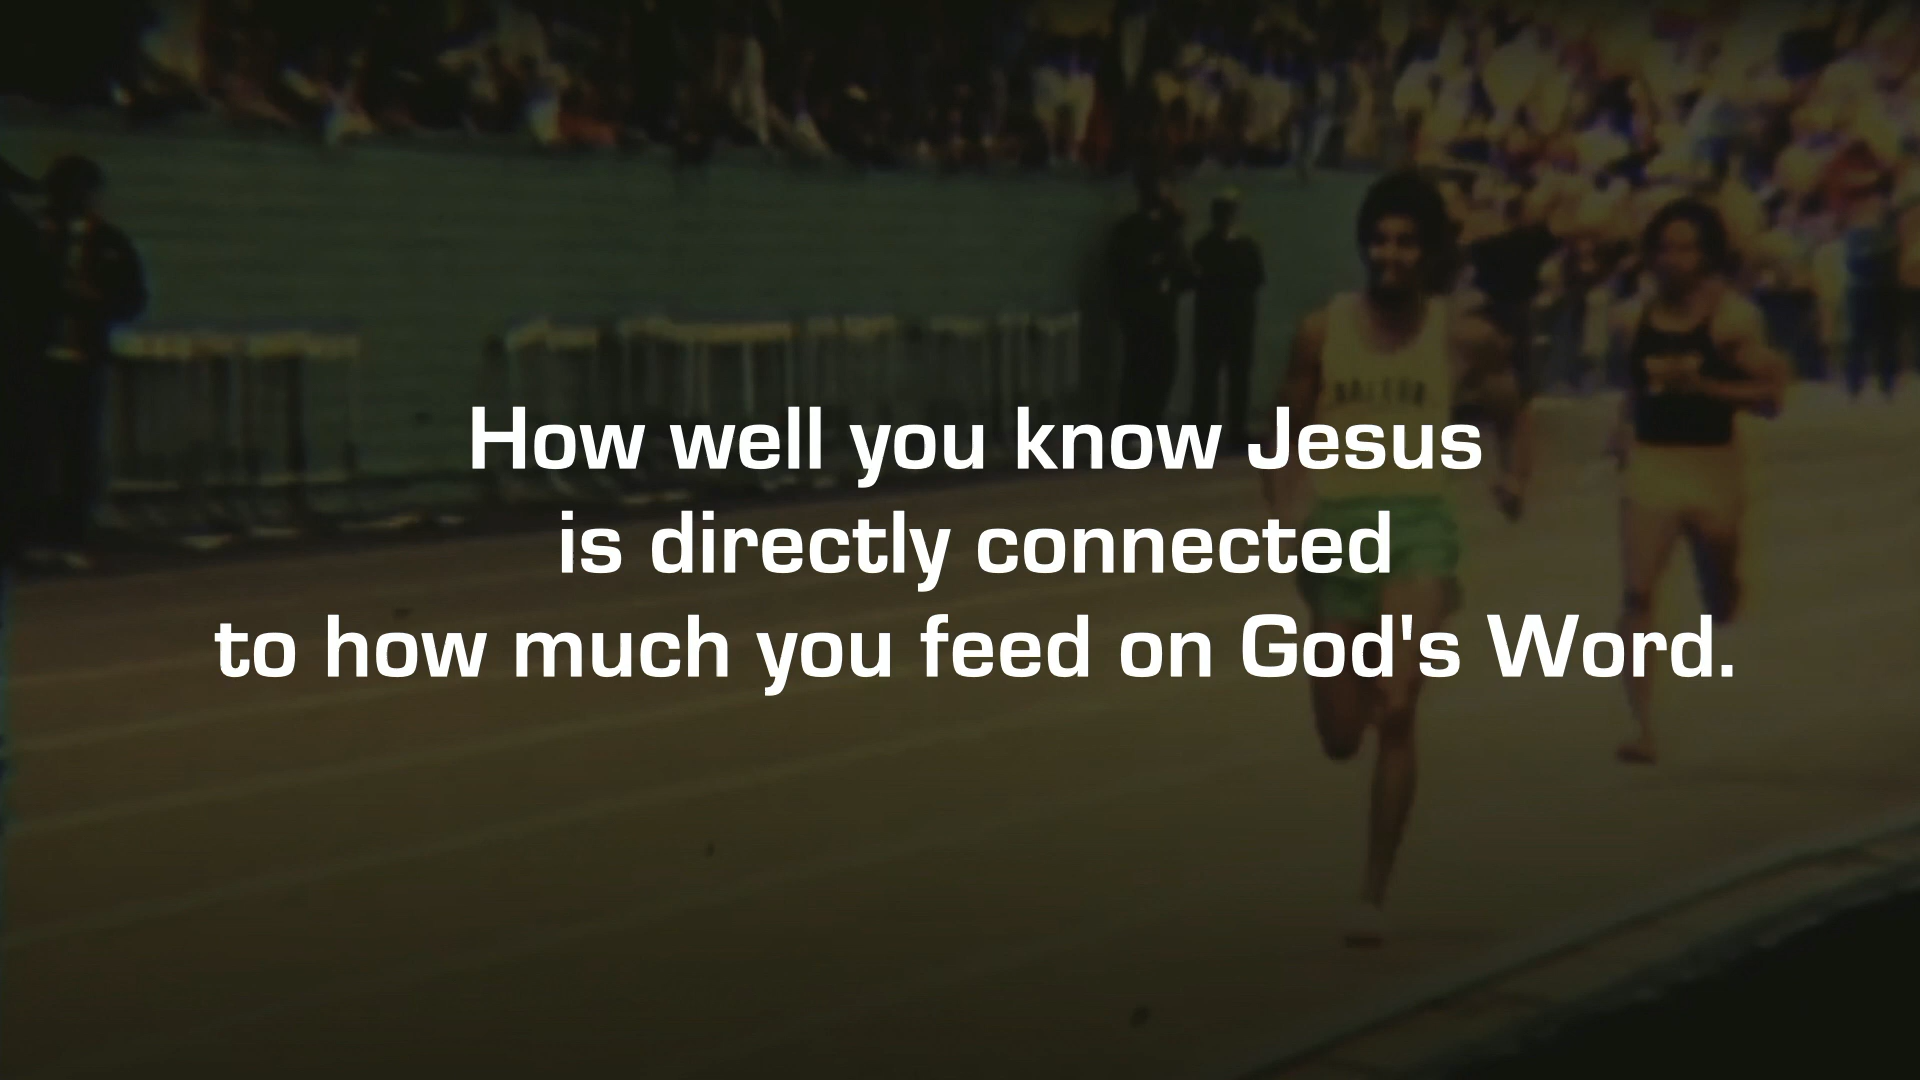 How well you know Jesus
is directly connected
to how much you feed on God's Word.